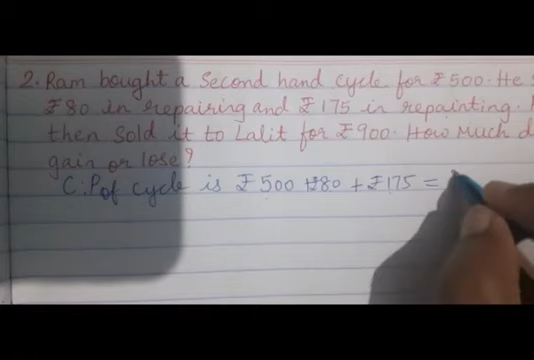 2. Ram bought a Second hand cycle for ₹500. He
₹80 in repairing and ₹175 in repainting.
then Sold it to Lalit for ₹900. How Much
gain or lose?
C.P of cycle is ₹500 + ₹80 + ₹175 =